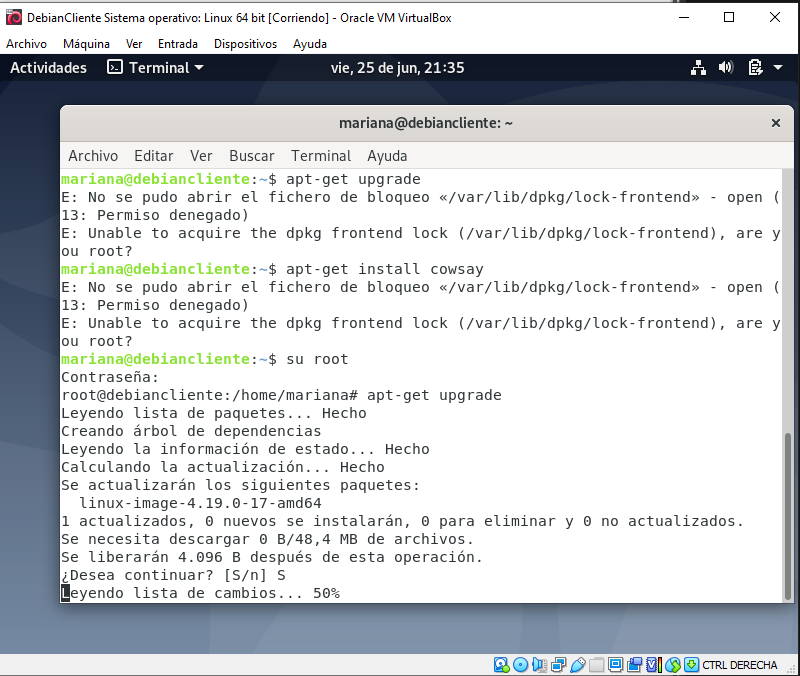 DebianCliente Sistema operativo: Linux 64 bit [Corriendo] - Oracle VM VirtualBox
Archivo Máquina Ver Entrada Dispositivos Ayuda
Actividades Terminal vie, 25 de jun, 21:35
mariana@debiancliente: ~
Archivo Editar Ver Buscar Terminal Ayuda
mariana@debiancliente:~$ apt-get upgrade
E: No se pudo abrir el fichero de bloqueo «/var/lib/dpkg/lock-frontend» - open (
13: Permiso denegado)
E: Unable to acquire the dpkg frontend lock (/var/lib/dpkg/lock-frontend), are y
ou root?
mariana@debiancliente:~$ apt-get install cowsay
E: No se pudo abrir el fichero de bloqueo «/var/lib/dpkg/lock-frontend» - open (
13: Permiso denegado)
E: Unable to acquire the dpkg frontend lock (/var/lib/dpkg/lock-frontend), are y
ou root?
mariana@debiancliente:~$ su root
Contraseña:
root@debiancliente:/home/mariana# apt-get upgrade
Leyendo lista de paquetes... Hecho
Creando árbol de dependencias
Leyendo la información de estado... Hecho
Calculando la actualización... Hecho
Se actualizarán los siguientes paquetes:
linux-image-4.19.0-17-amd64
1 actualizados, 0 nuevos se instalarán, 0 para eliminar y 0 no actualizados.
Se necesita descargar 0 B/48,4 MB de archivos.
Se liberarán 4.096 B después de esta operación.
¿Desea continuar? [S/n] S
Leyendo lista de cambios... 50%
CTRL DERECHA